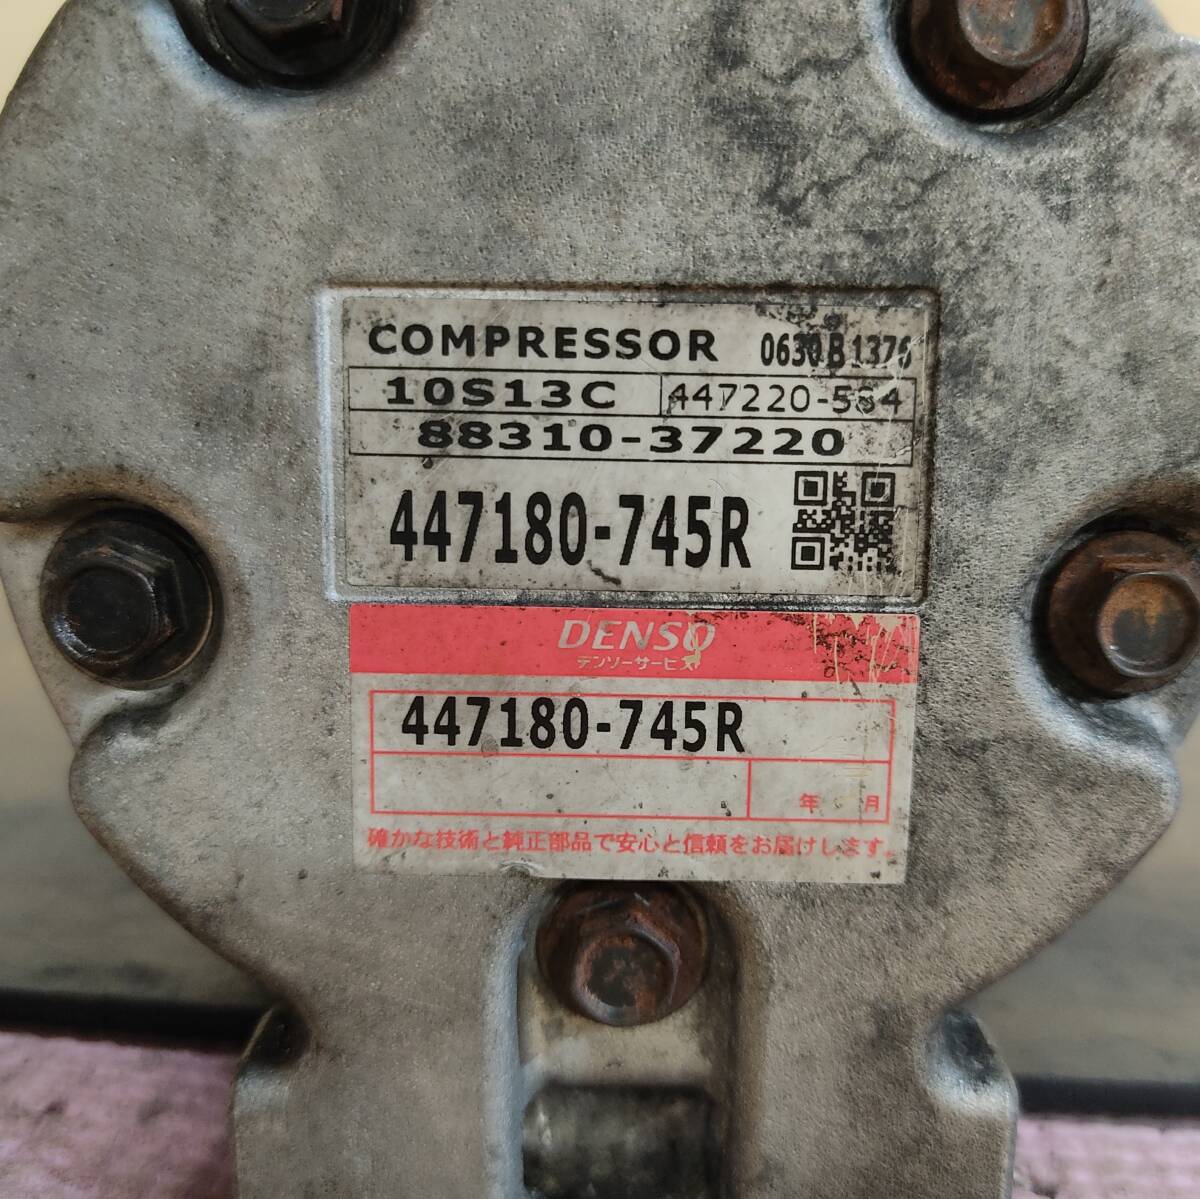 COMPRESSOR 0630B1376
10S13C 447220-584
88310-37220
447180-745R
DENSO
デンソーサービス
447180-745R
年 月
確かな技術と純正部品で安心と信頼をお届けします。